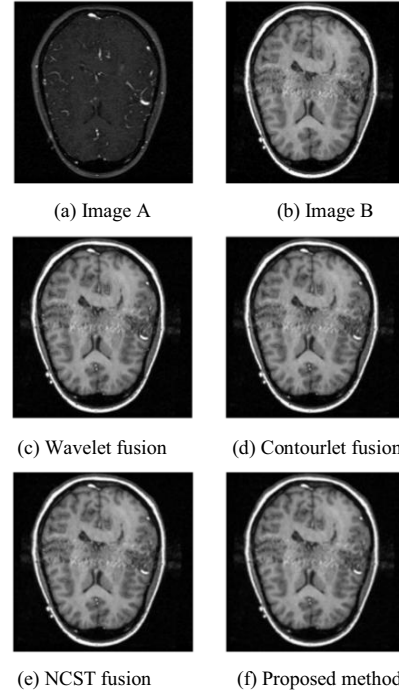 (a) Image A
(b) Image B
(c) Wavelet fusion
(d) Contourlet fusion
(e) NCST fusion
(f) Proposed method